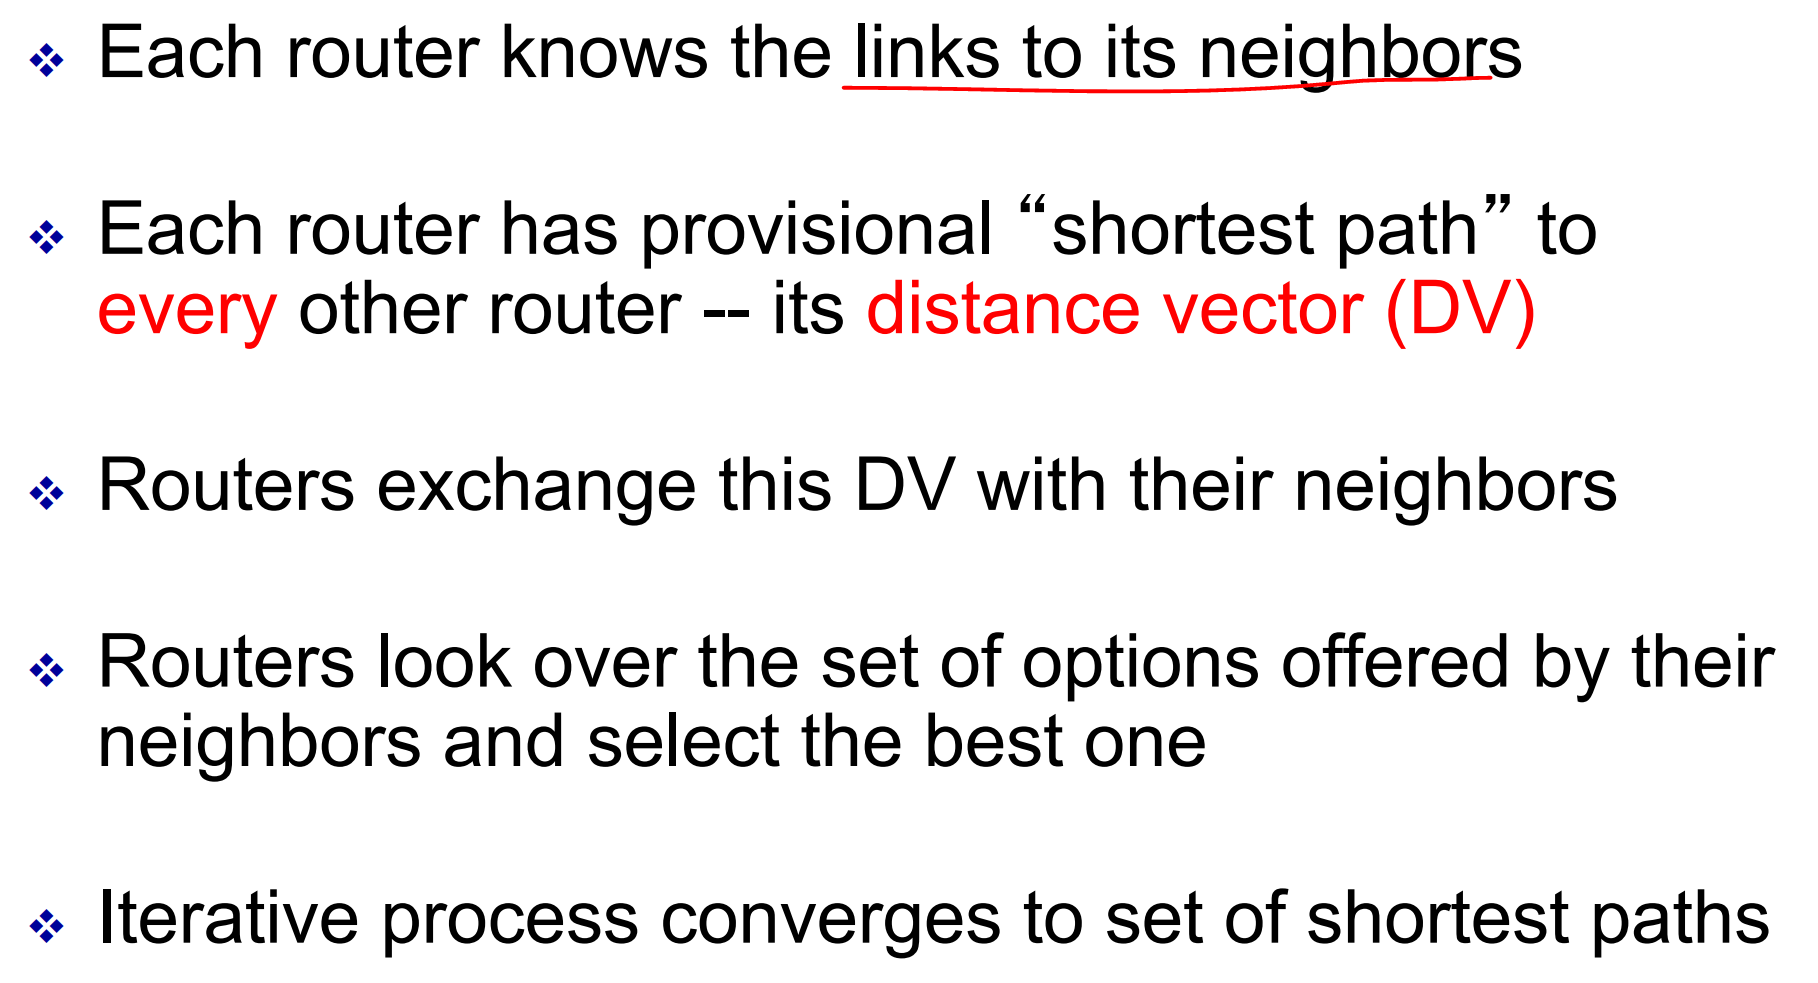 ❖ Each router knows the links to its neighbors
❖ Each router has provisional “shortest path” to
every other router -- its distance vector (DV)
❖ Routers exchange this DV with their neighbors
❖ Routers look over the set of options offered by their
neighbors and select the best one
❖ Iterative process converges to set of shortest paths